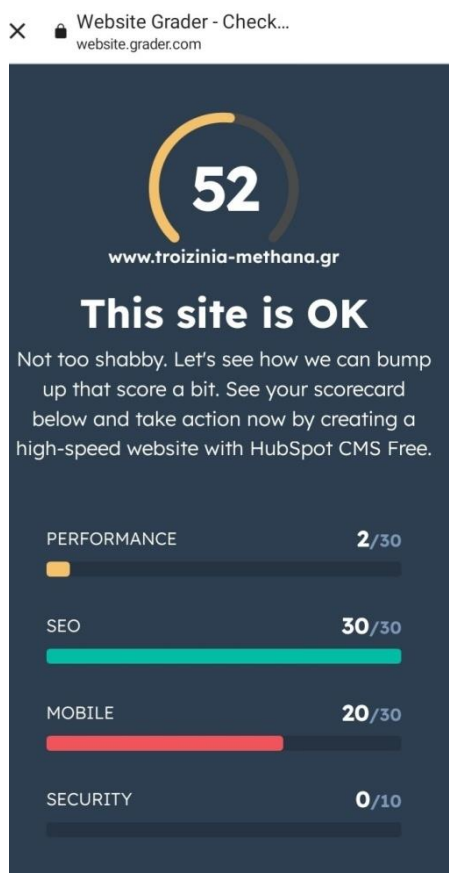 Website Grader - Check...
website.grader.com
52
www.troizinia-methana.gr
This site is OK
Not too shabby. Let's see how we can bump
up that score a bit. See your scorecard
below and take action now by creating a
high-speed website with HubSpot CMS Free.
PERFORMANCE 2/30
SEO 30/30
MOBILE 20/30
SECURITY 0/10